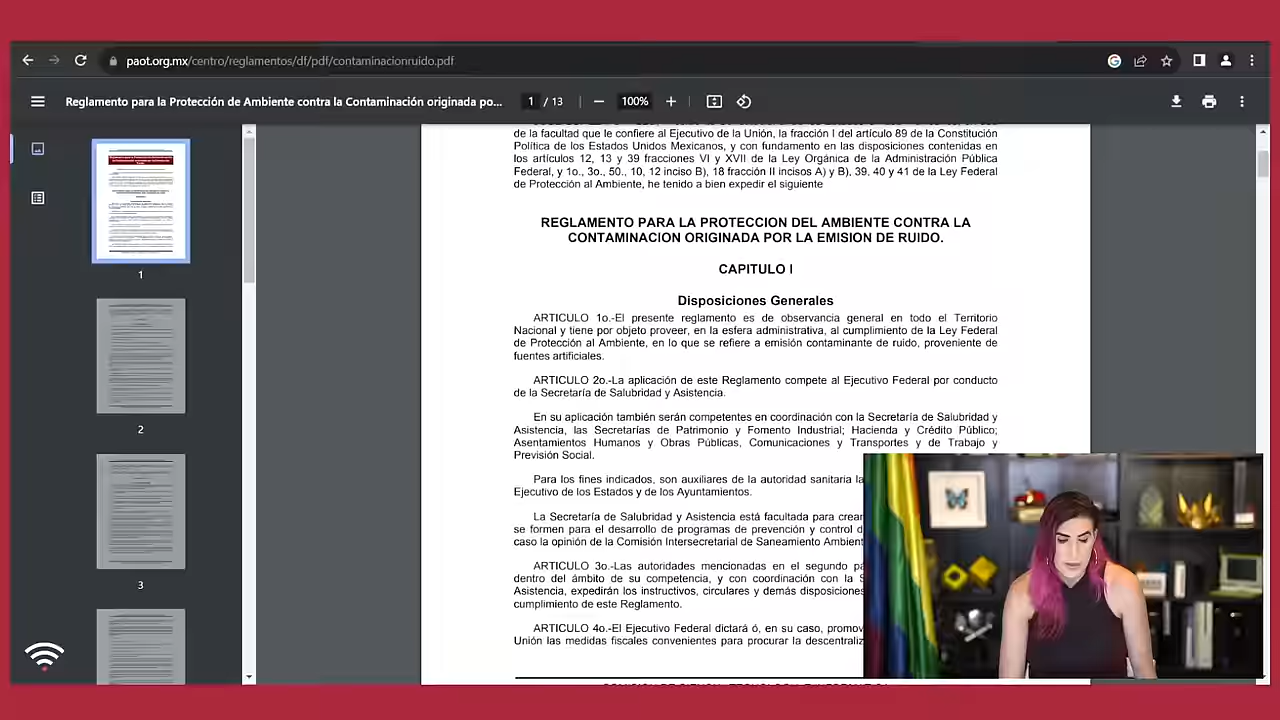 paot.org.mx/centro/reglamentos/df/pdf/contaminacionruido.pdf
Reglamento para la Protección de Ambiente contra la Contaminación originada po...
1 / 13
100%
de la facultad que le confiere al Ejecutivo de la Unión, la fracción I del artículo 89 de la Constitución
Política de los Estados Unidos Mexicanos, y con fundamento en las disposiciones contenidas en
los artículos 12, 13 y 39 fracciones VI y XVII de la Ley Orgánica de la Administración Pública
Federal, y 1o., 3o., 50., 10, 12 inciso B), 18 fracción II incisos A) y B), 39, 40 y 41 de la Ley Federal
de Protección al Ambiente, he tenido a bien expedir el siguiente
REGLAMENTO PARA LA PROTECCION DEL AMBIENTE CONTRA LA
CONTAMINACION ORIGINADA POR LA EMISION DE RUIDO.
CAPITULO I
Disposiciones Generales
ARTICULO 1o.-El presente reglamento es de observancia general en todo el Territorio
Nacional y tiene por objeto proveer, en la esfera administrativa, al cumplimiento de la Ley Federal
de Protección al Ambiente, en lo que se refiere a emisión contaminante de ruido, proveniente de
fuentes artificiales.
ARTICULO 2o.-La aplicación de este Reglamento compete al Ejecutivo Federal por conducto
de la Secretaría de Salubridad y Asistencia.
En su aplicación también serán competentes en coordinación con la Secretaría de Salubridad y
Asistencia, las Secretarías de Patrimonio y Fomento Industrial; Hacienda y Crédito Público;
Asentamientos Humanos y Obras Públicas, Comunicaciones y Transportes y de Trabajo y
Previsión Social.
Para los fines indicados, son auxiliares de la autoridad sanitaria la
Ejecutivo de los Estados y de los Ayuntamientos.
La Secretaría de Salubridad y Asistencia está facultada para crear
se formen para el desarrollo de programas de prevención y control d
caso la opinión de la Comisión Intersecretarial de Saneamiento Ambient
ARTICULO 3o.-Las autoridades mencionadas en el segundo pá
dentro del ámbito de su competencia, y con coordinación con la S
Asistencia, expedirán los instructivos, circulares y demás disposiciones
cumplimiento de este Reglamento.
ARTICULO 4o.-El Ejecutivo Federal dictará ó, en su caso, promov
Unión las medidas fiscales convenientes para procurar la descentraliz
1
2
3